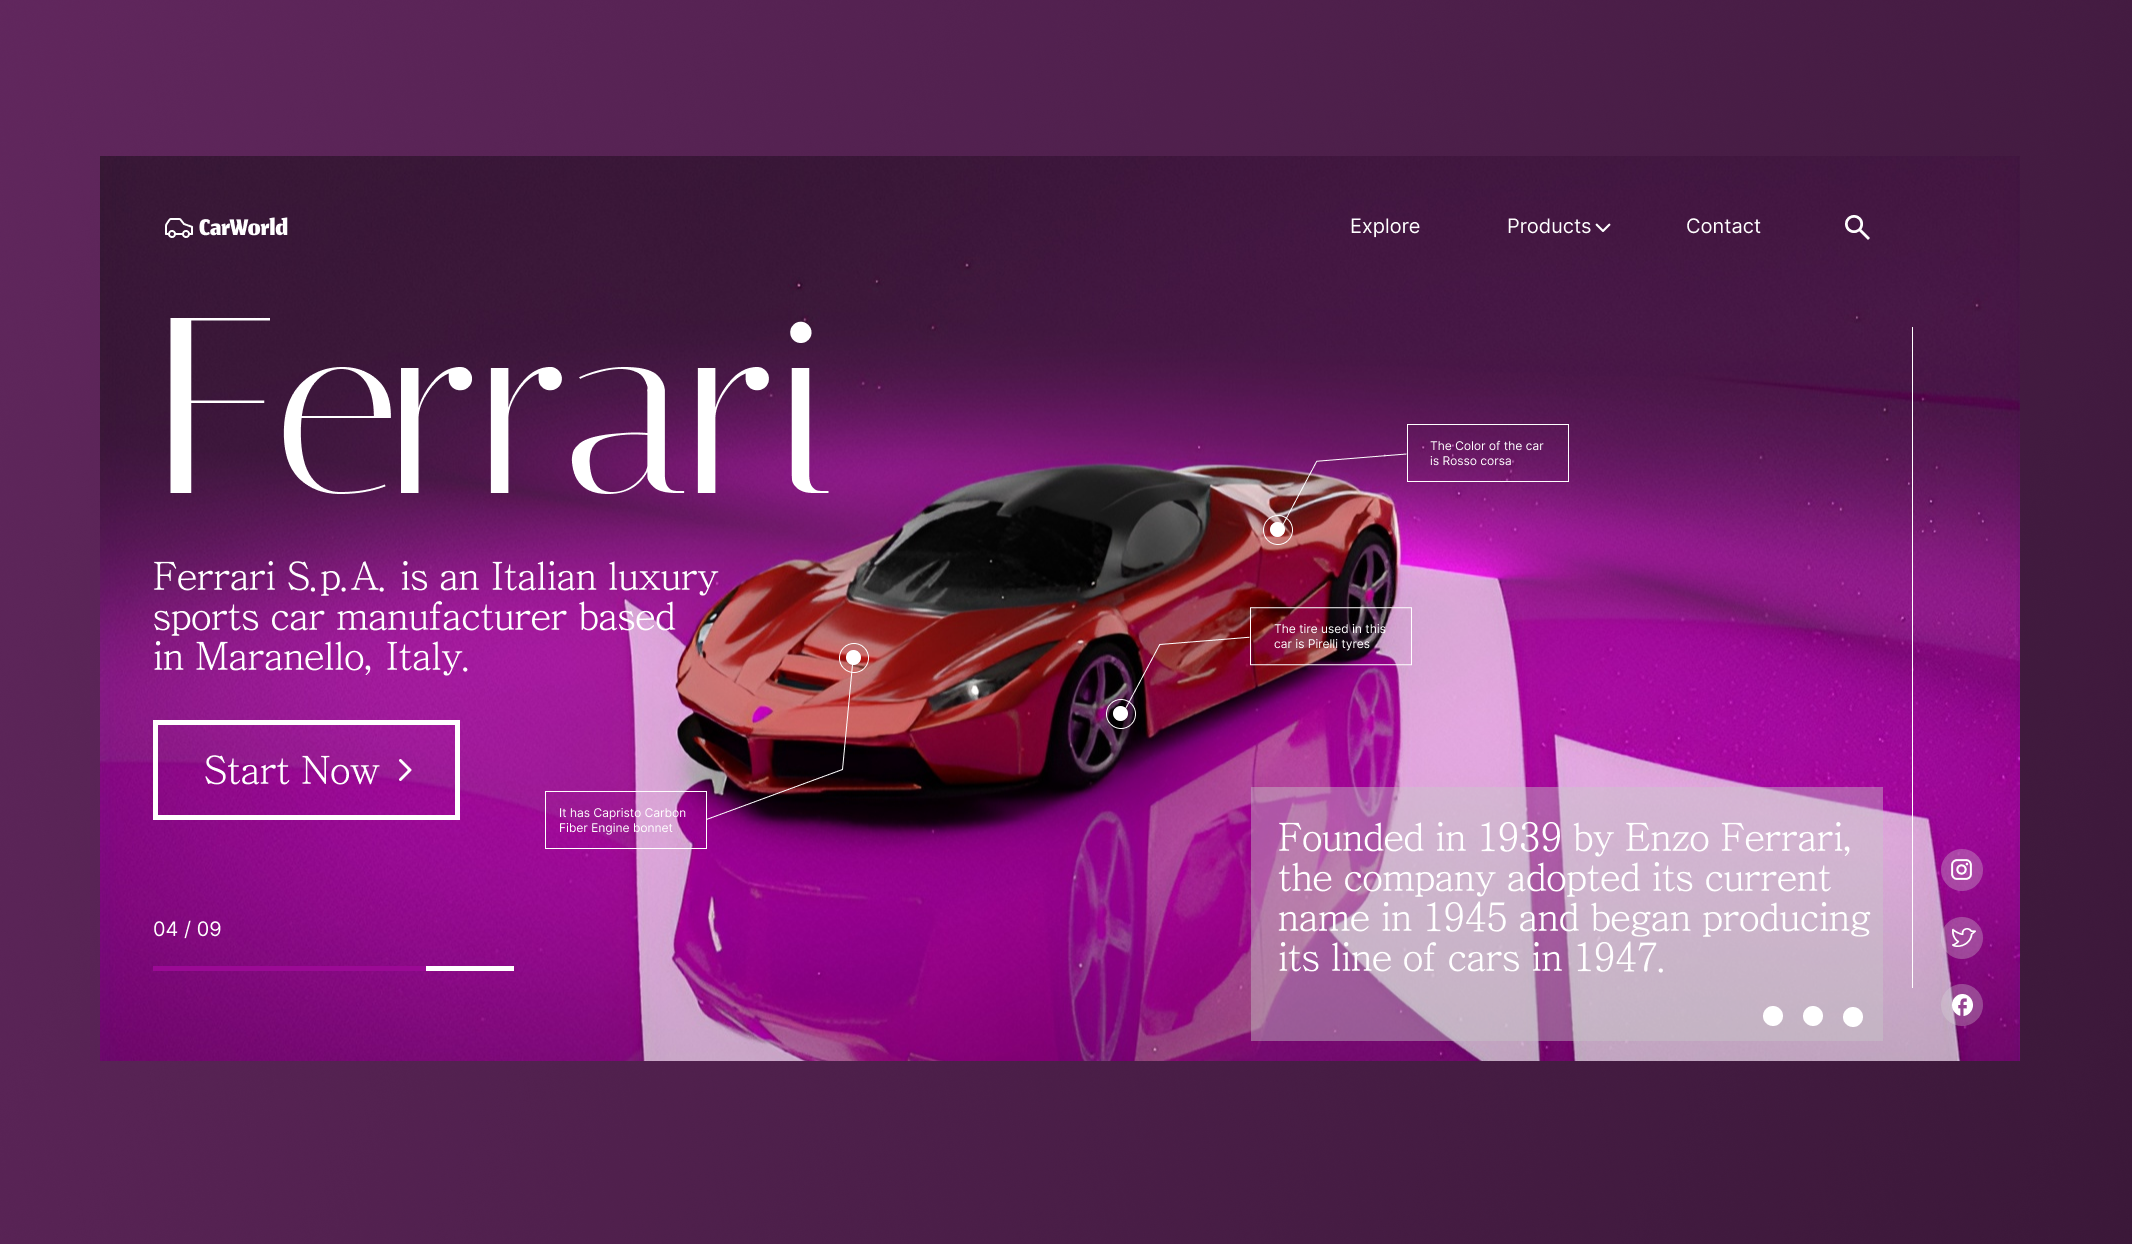 CarWorld
Explore
Products
Contact
Ferrari
The Color of the car
is Rosso corsa
Ferrari S.p.A. is an Italian luxury
sports car manufacturer based
in Maranello, Italy.
The tire used in this
car is Pirelli tyres
Start Now
It has Capristo Carbon
Fiber Engine bonnet
Founded in 1939 by Enzo Ferrari,
the company adopted its current
name in 1945 and began producing
its line of cars in 1947.
04 / 09